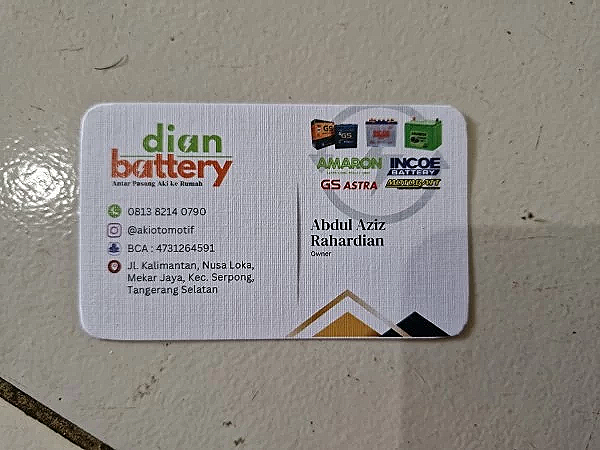 dian
battery
Antar Pasang Aki ke Rumah
0813 8214 0790
@akiotomotif
BCA : 4731264591
Jl. Kalimantan, Nusa Loka,
Mekar Jaya, Kec. Serpong,
Tangerang Selatan
AMARON
INCOE
BATTERY
GS ASTRA
MOTOBATT
Abdul Aziz
Rahardian
Owner